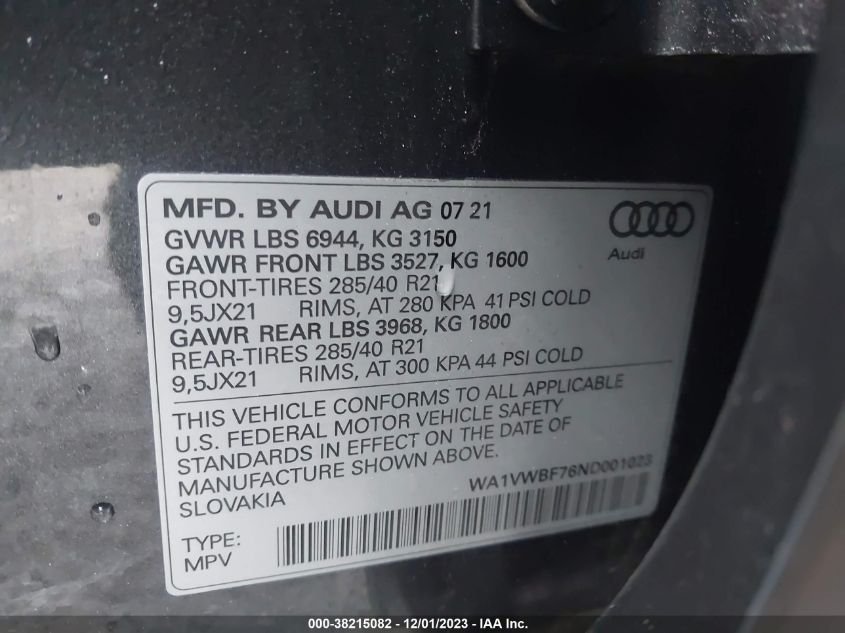 MFD. BY AUDI AG 07 21
GVWR LBS 6944, KG 3150
GAWR FRONT LBS 3527, KG 1600
FRONT-TIRES 285/40 R21
9,5JX21 RIMS, AT 280 KPA 41 PSI COLD
GAWR REAR LBS 3968, KG 1800
REAR-TIRES 285/40 R21
9,5JX21 RIMS, AT 300 KPA 44 PSI COLD
Audi
THIS VEHICLE CONFORMS TO ALL APPLICABLE
U.S. FEDERAL MOTOR VEHICLE SAFETY
STANDARDS IN EFFECT ON THE DATE OF
MANUFACTURE SHOWN ABOVE.
SLOVAKIA
WA1VWBF76ND001023
TYPE:
MPV
000-38215082 - 12/01/2023 - IAA Inc.